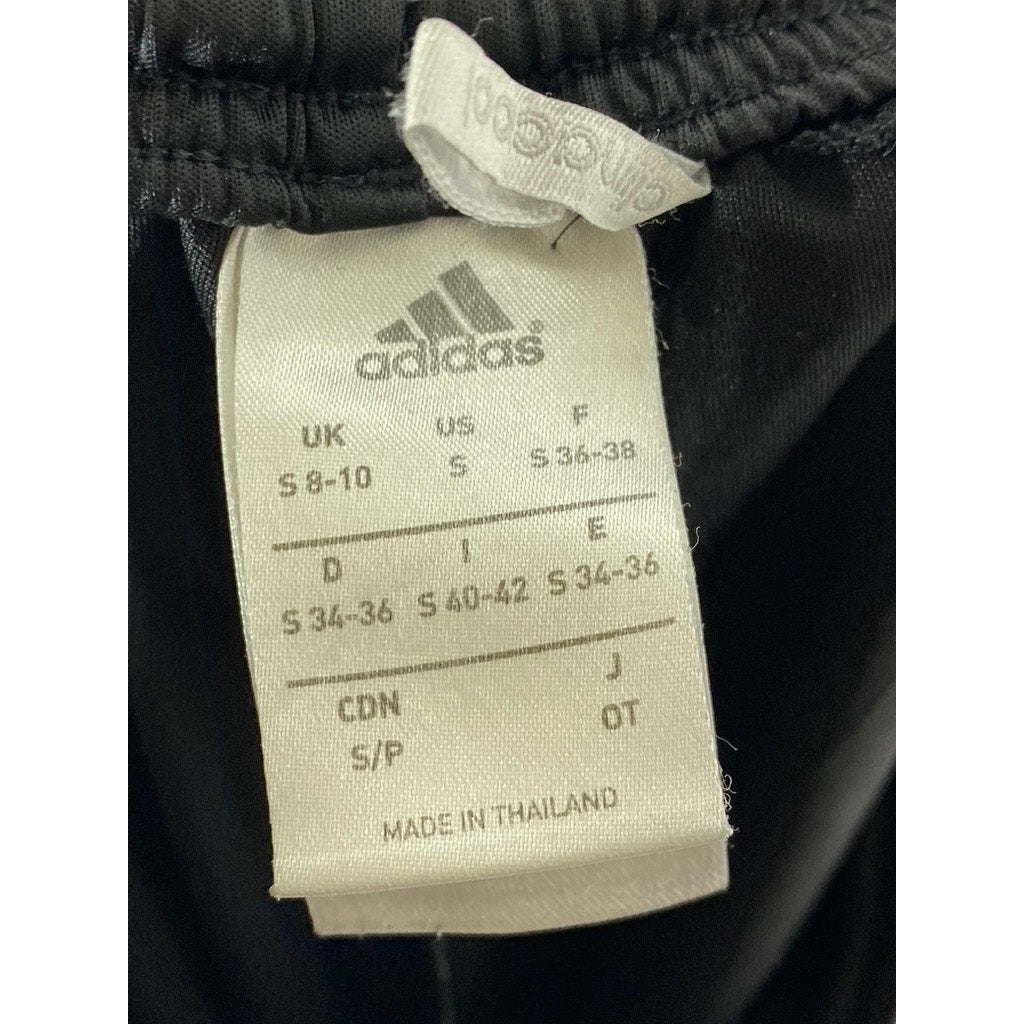 climacool
adidas®
UK US F
S 8-10 S S 36-38
D I E
S 34-36 S 40-42 S 34-36
CDN J
S/P OT
MADE IN THAILAND